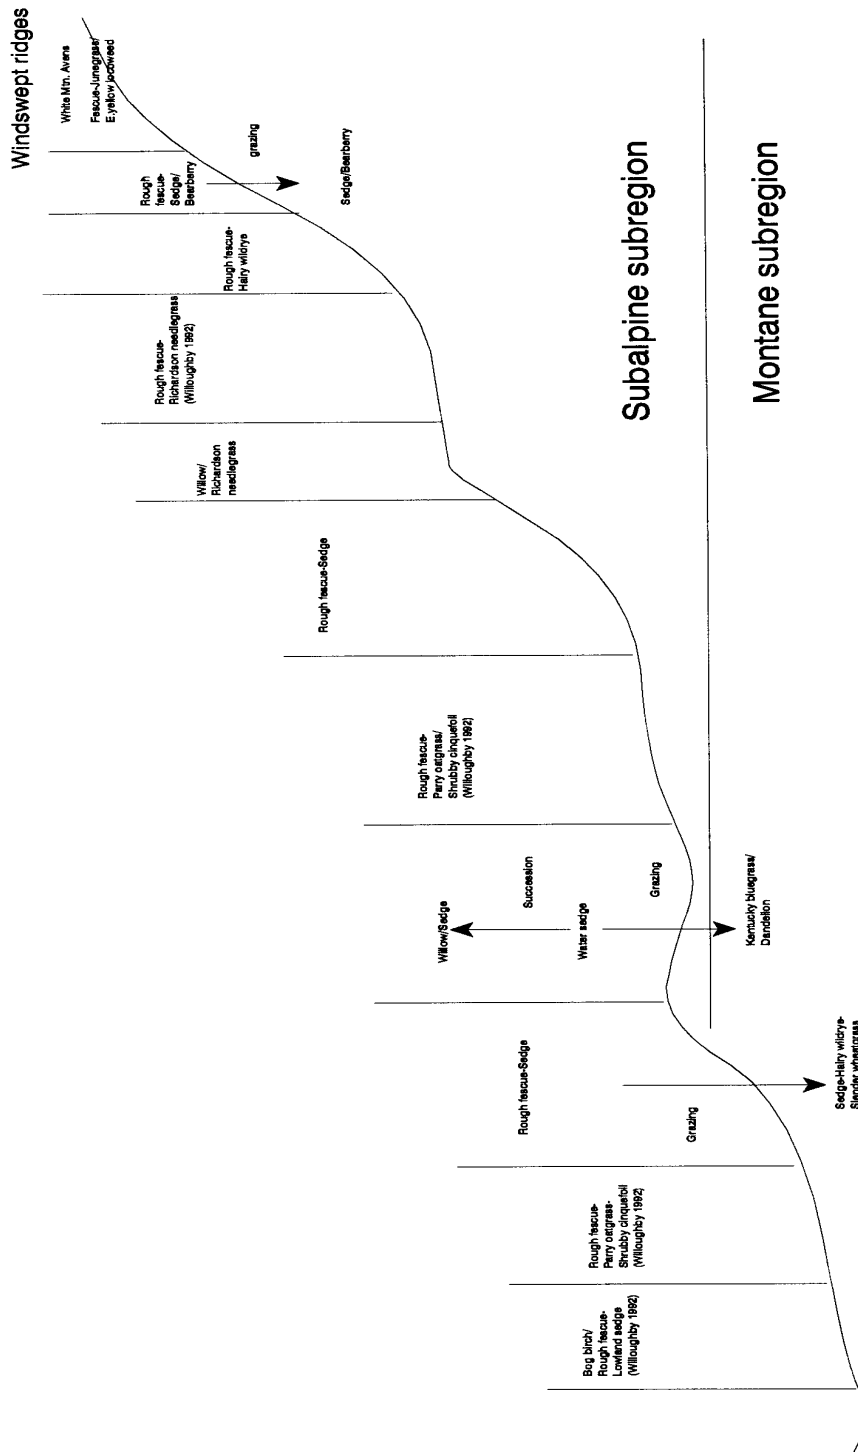 Windswept ridges
White Mtn. Avens
Fescue-Junegrass/
E.yellow locoweed
Rough
fescue-
Sedge/
Bearberry
grazing
Sedge/Bearberry
Rough fescue-
Hairy wildrye
Rough fescue-
Richardson needlegrass
(Willoughby 1992)
Willow/
Richardson
needlegrass
Rough fescue-Sedge
Rough fescue-
Parry oatgrass/
Shrubby cinquefoil
(Willoughby 1992)
Willow/Sedge
Succession
Water sedge
Grazing
Kentucky bluegrass/
Dandelion
Rough fescue-Sedge
Grazing
Sedge-Hairy wildrye-
Slender wheatgrass
Rough fescue-
Parry oatgrass-
Shrubby cinquefoil
(Willoughby 1992)
Bog birch/
Rough fescue-
Lowland sedge
(Willoughby 1992)
Subalpine subregion
Montane subregion